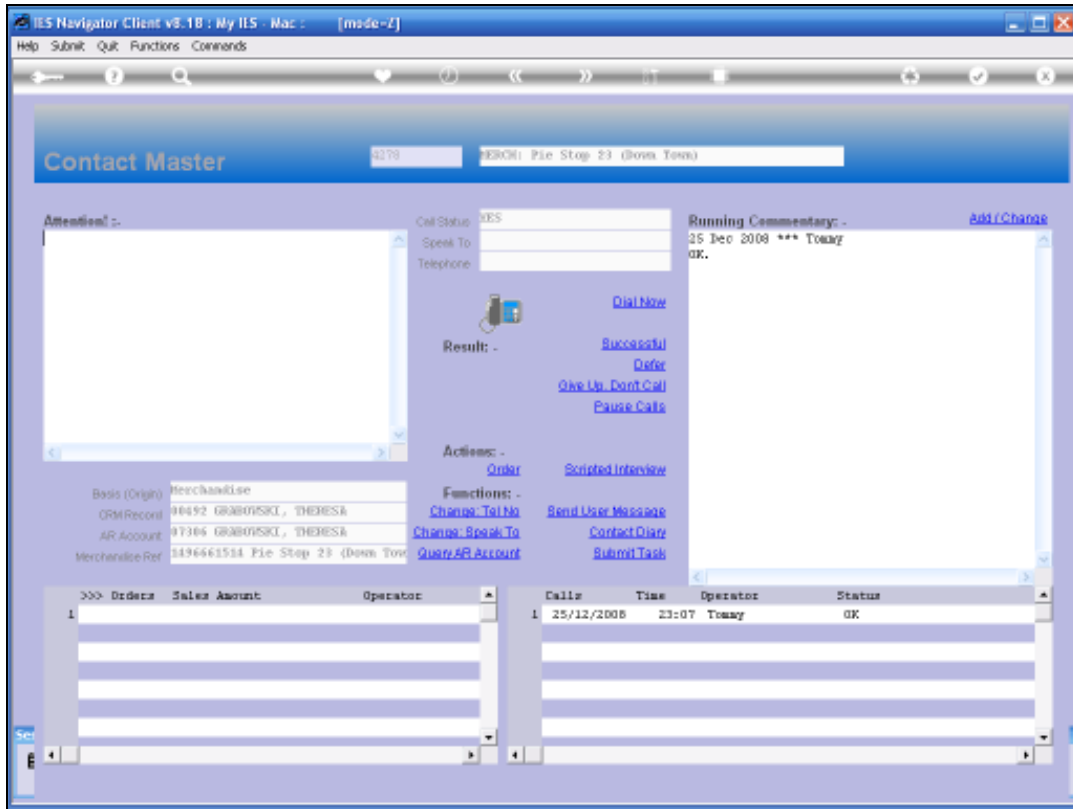 IES Navigator Client v8.1B : My IES - Mac : [mode=Z]
Help Submit Quit Functions Commands
Contact Master
4278
MERCH: Pie Stop 23 (Down Town)
Attention! :-
Call Status YES
Speak To
Telephone
Running Commentary: -
Add / Change
25 Dec 2008 *** Tommy
OK.
Dial Now
Result: -
Successful
Defer
Give Up, Don't Call
Pause Calls
Actions: -
Order
Scripted Interview
Functions: -
Change: Tel No
Send User Message
Change: Speak To
Contact Diary
Query AR Account
Submit Task
Basis (Origin) Merchandise
CRM Record 00492 GRABOWSKI, THERESA
AR Account 07306 GRABOWSKI, THERESA
Merchandise Ref 1496661514 Pie Stop 23 (Down Tow
>>> Orders Sales Amount Operator
1
Calls Time Operator Status
1 25/12/2008 23:07 Tommy OK